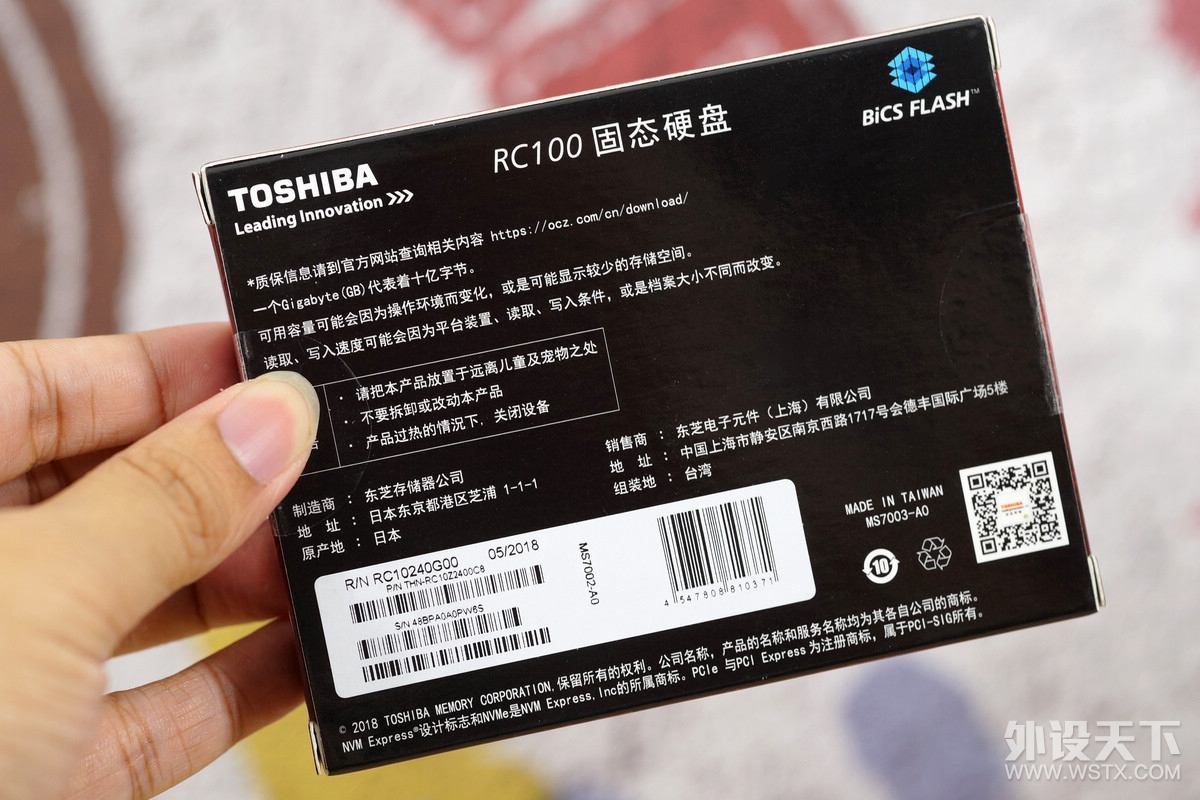 BiCS FLASH™
RC100 固态硬盘
TOSHIBA
Leading Innovation >>>
*质保信息请到官方网站查询相关内容 https://ocz.com/cn/download/
一个Gigabyte(GB)代表着十亿字节。
可用容量可能会因为操作环境而变化，或是可能显示较少的存储空间。
读取、写入速度可能会因为平台装置、读取、写入条件，或是档案大小不同而改变。
· 请把本产品放置于远离儿童及宠物之处
· 不要拆卸或改动本产品
· 产品过热的情况下，关闭设备
制造商 ： 东芝存储器公司
地 址 ： 日本东京都港区芝浦 1-1-1
原产地 ： 日本
销售商 ： 东芝电子元件（上海）有限公司
地 址 ： 中国上海市静安区南京西路1717号会德丰国际广场5楼
组装地 ： 台湾
R/N RC10240G00 05/2018
P/N THN-RC10Z2400C8
S/N 48BPA0A0PW6S
MS7002-A0
4 547808 810371
MADE IN TAIWAN
MS7003-A0
10
© 2018 TOSHIBA MEMORY CORPORATION.保留所有的权利。公司名称，产品的名称和服务名称均为其各自公司的商标。
NVM Express®设计标志和NVMe是NVM Express,Inc的所属商标。PCIe 与PCI Express 为注册商标，属于PCI-SIG所有。
外设天下
WWW.WSTX.COM